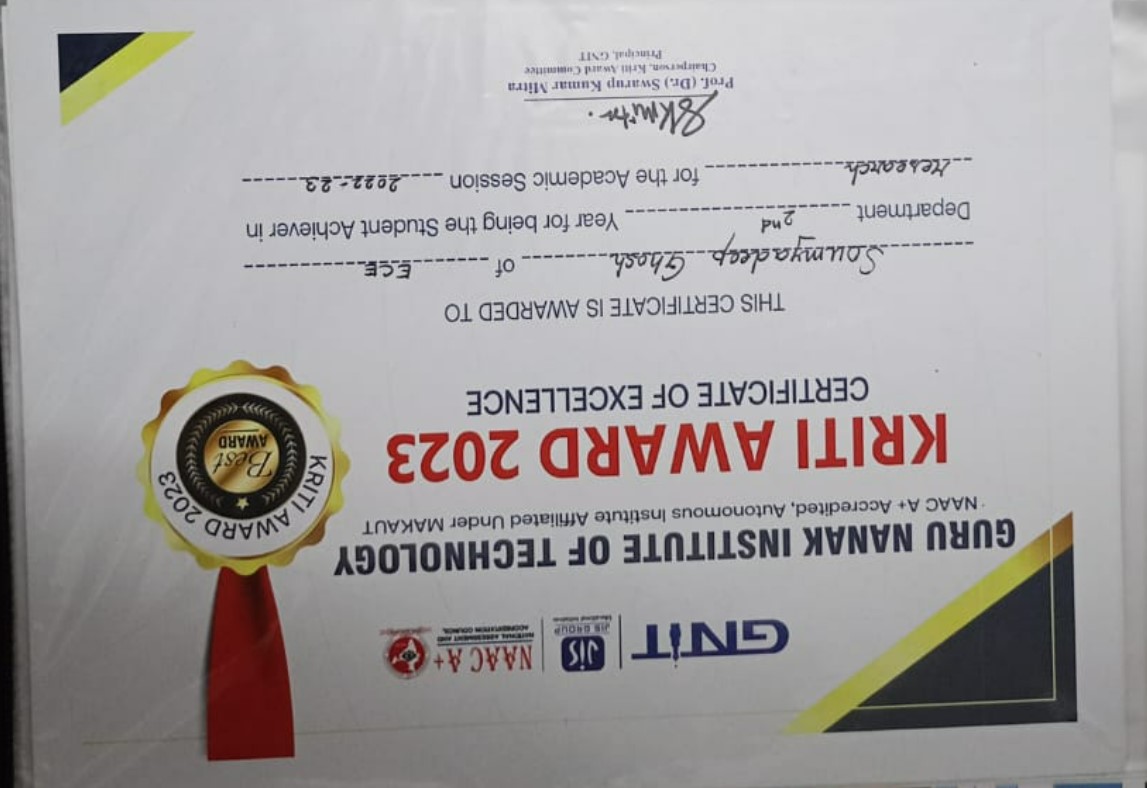 GNIT
JIS
JIS GROUP
Educational Initiatives
NAAC A+
NATIONAL ASSESSMENT AND
ACCREDITATION COUNCIL
GURU NANAK INSTITUTE OF TECHNOLOGY
NAAC A+ Accredited, Autonomous Institute Affiliated Under MAKAUT
KRITI AWARD 2023
CERTIFICATE OF EXCELLENCE
KRITI AWARD 2023
Best
AWARD
THIS CERTIFICATE IS AWARDED TO
Soumyadeep Ghosh of ECE
Department 2nd Year for being the Student Achiever in
research for the Academic Session 2022-23
SKMitra.
Prof. (Dr.) Swarup Kumar Mitra
Chairperson, Kriti Award Committee
Principal, GNIT